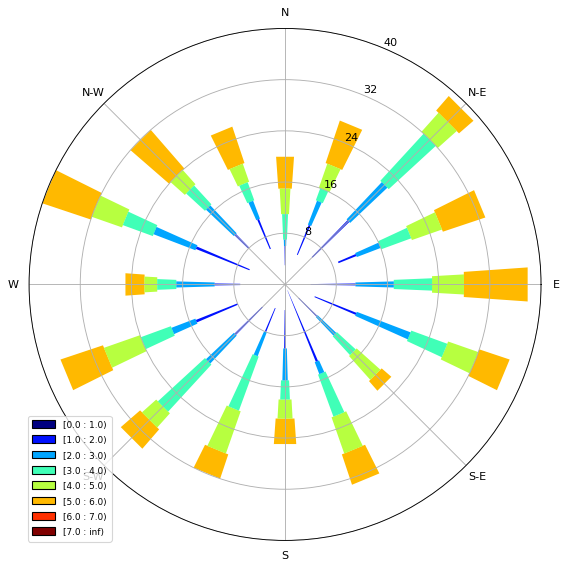 N
40
N-W
N-E
32
24
16
8
W
E
[0.0 : 1.0)
[1.0 : 2.0)
[2.0 : 3.0)
[3.0 : 4.0)
[4.0 : 5.0)
[5.0 : 6.0)
[6.0 : 7.0)
[7.0 : inf)
S-W
S-E
S